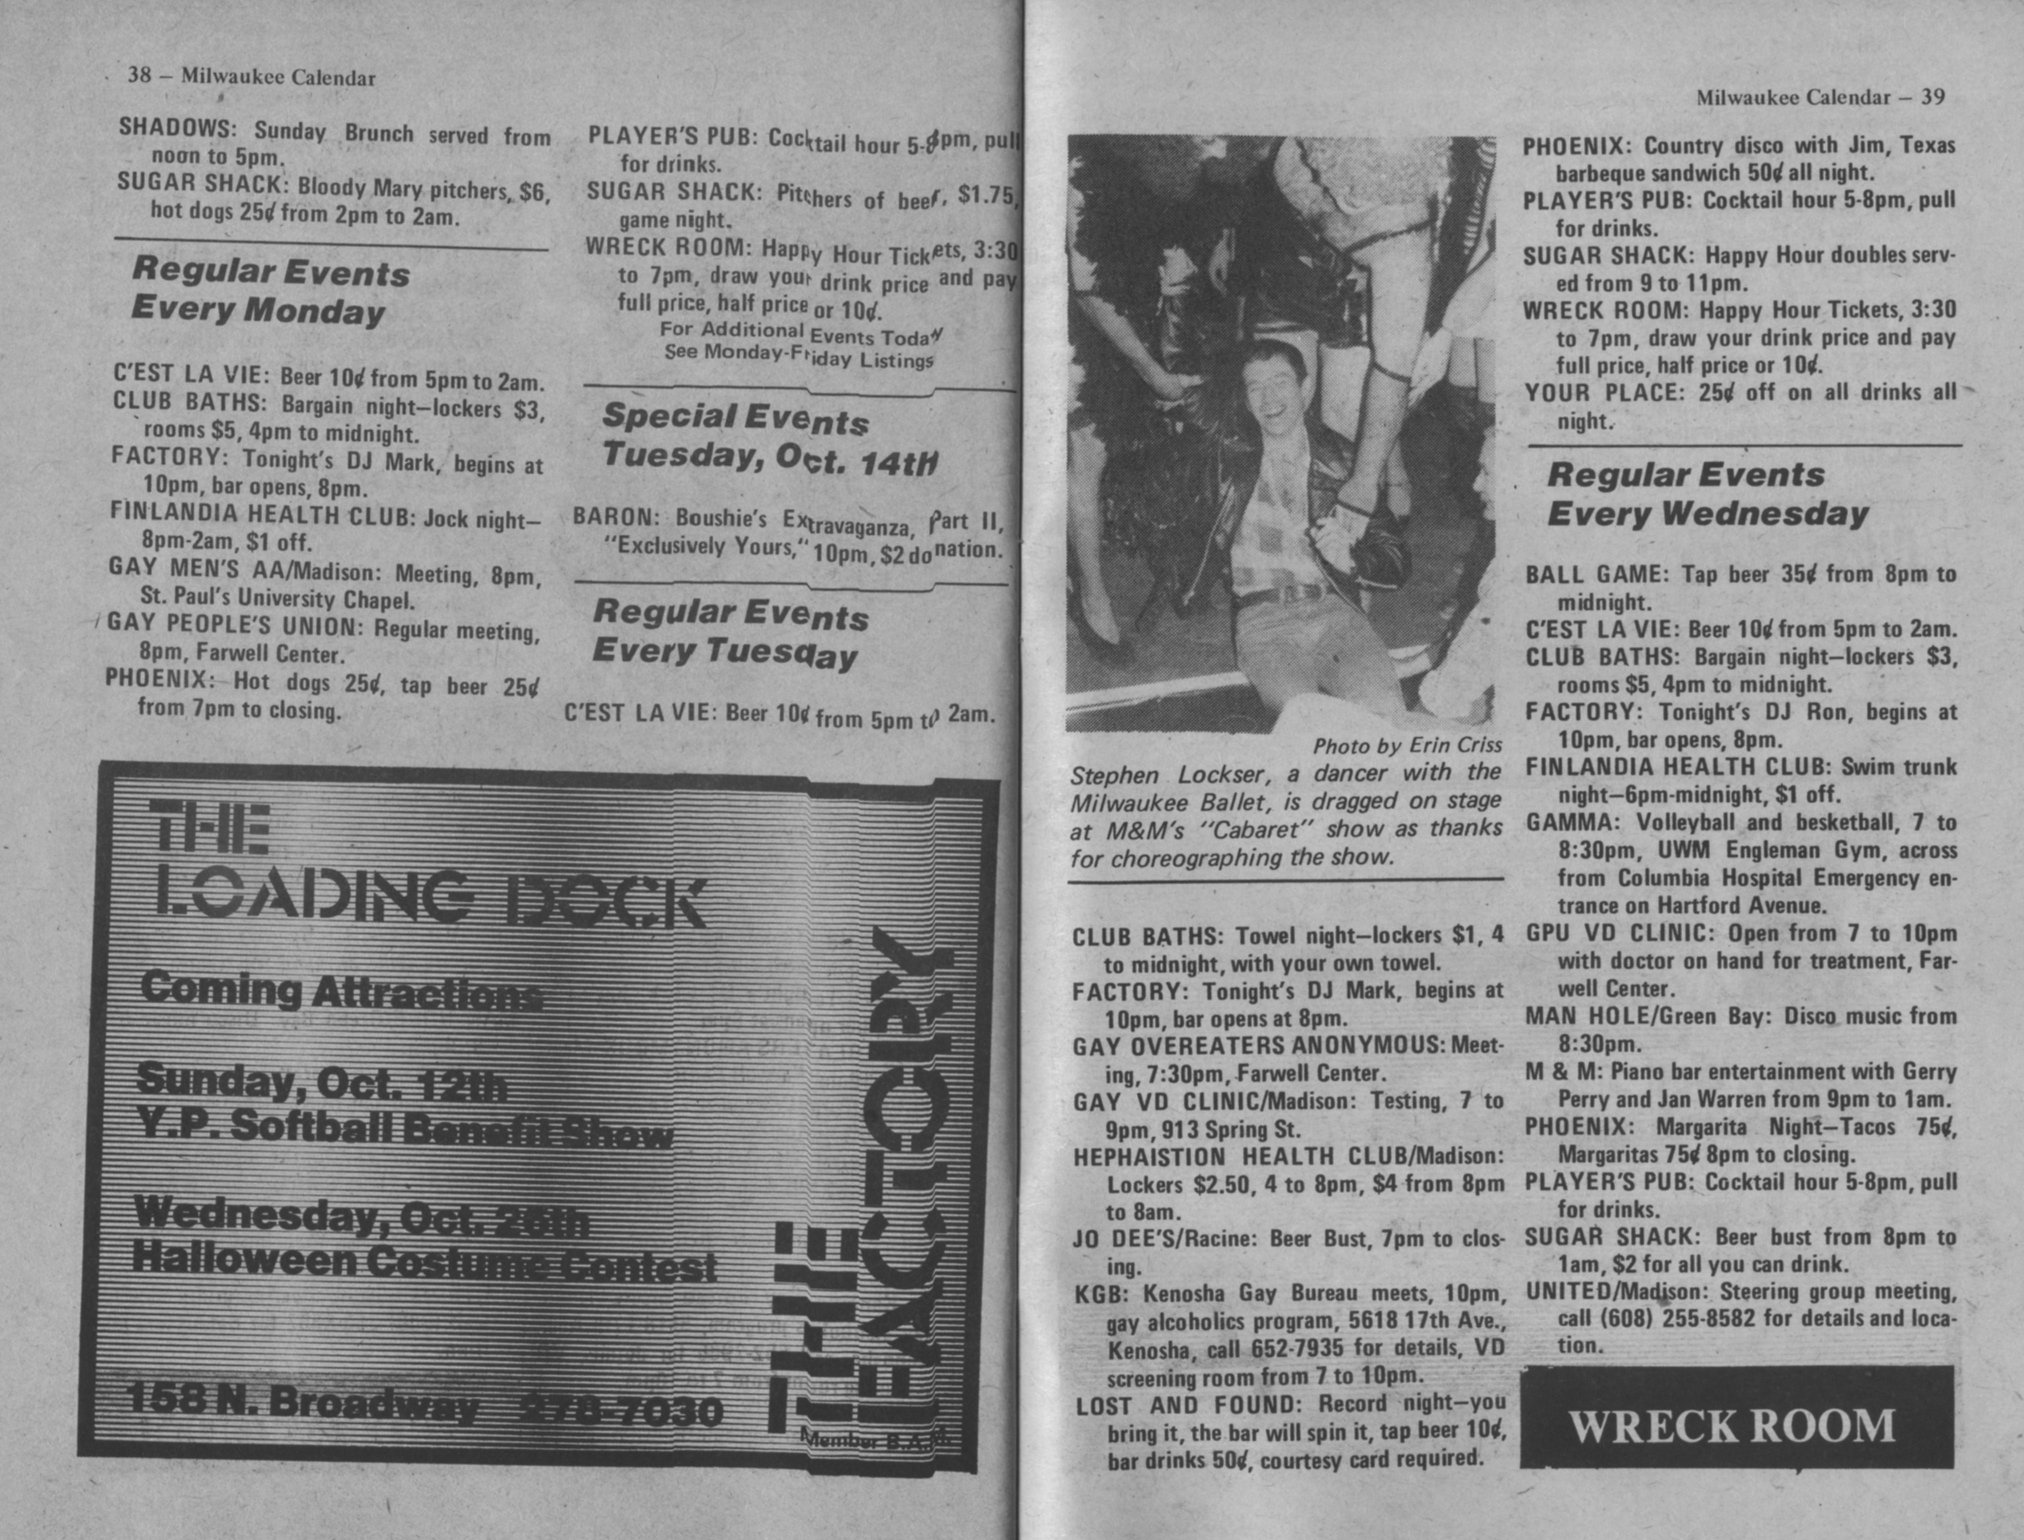 38 – Milwaukee Calendar
SHADOWS: Sunday Brunch served from
noon to 5pm.
SUGAR SHACK: Bloody Mary pitchers, $6,
hot dogs 25¢ from 2pm to 2am.
Regular Events
Every Monday
C'EST LA VIE: Beer 10¢ from 5pm to 2am.
CLUB BATHS: Bargain night—lockers $3,
rooms $5, 4pm to midnight.
FACTORY: Tonight's DJ Mark, begins at
10pm, bar opens, 8pm.
FINLANDIA HEALTH CLUB: Jock night—
8pm-2am, $1 off.
GAY MEN'S AA/Madison: Meeting, 8pm,
St. Paul's University Chapel.
GAY PEOPLE'S UNION: Regular meeting,
8pm, Farwell Center.
PHOENIX: Hot dogs 25¢, tap beer 25¢
from 7pm to closing.
PLAYER'S PUB: Cocktail hour 5-8pm, pull
for drinks.
SUGAR SHACK: Pitchers of beer, $1.75,
game night.
WRECK ROOM: Happy Hour Tickets, 3:30
to 7pm, draw your drink price and pay
full price, half price or 10¢.
For Additional Events Today
See Monday-Friday Listings
Special Events
Tuesday, Oct. 14tH
BARON: Boushie's Extravaganza, Part II,
"Exclusively Yours," 10pm, $2 donation.
Regular Events
Every Tuesday
C'EST LA VIE: Beer 10¢ from 5pm to 2am.
THE
LOADING DOCK
Coming Attractions
Sunday, Oct. 12th
Y.P. Softball Benefit Show
Wednesday, Oct. 26th
Halloween Costume Contest
158 N. Broadway 278-7030
THE
FACTORY
Member B.A.M.
Milwaukee Calendar – 39
Photo by Erin Criss
Stephen Lockser, a dancer with the
Milwaukee Ballet, is dragged on stage
at M&M's "Cabaret" show as thanks
for choreographing the show.
CLUB BATHS: Towel night—lockers $1, 4
to midnight, with your own towel.
FACTORY: Tonight's DJ Mark, begins at
10pm, bar opens at 8pm.
GAY OVEREATERS ANONYMOUS: Meet-
ing, 7:30pm, Farwell Center.
GAY VD CLINIC/Madison: Testing, 7 to
9pm, 913 Spring St.
HEPHAISTION HEALTH CLUB/Madison:
Lockers $2.50, 4 to 8pm, $4 from 8pm
to 8am.
JO DEE'S/Racine: Beer Bust, 7pm to clos-
ing.
KGB: Kenosha Gay Bureau meets, 10pm,
gay alcoholics program, 5618 17th Ave.,
Kenosha, call 652-7935 for details, VD
screening room from 7 to 10pm.
LOST AND FOUND: Record night—you
bring it, the bar will spin it, tap beer 10¢,
bar drinks 50¢, courtesy card required.
PHOENIX: Country disco with Jim, Texas
barbeque sandwich 50¢ all night.
PLAYER'S PUB: Cocktail hour 5-8pm, pull
for drinks.
SUGAR SHACK: Happy Hour doubles serv-
ed from 9 to 11pm.
WRECK ROOM: Happy Hour Tickets, 3:30
to 7pm, draw your drink price and pay
full price, half price or 10¢.
YOUR PLACE: 25¢ off on all drinks all
night.
Regular Events
Every Wednesday
BALL GAME: Tap beer 35¢ from 8pm to
midnight.
C'EST LA VIE: Beer 10¢ from 5pm to 2am.
CLUB BATHS: Bargain night—lockers $3,
rooms $5, 4pm to midnight.
FACTORY: Tonight's DJ Ron, begins at
10pm, bar opens, 8pm.
FINLANDIA HEALTH CLUB: Swim trunk
night—6pm-midnight, $1 off.
GAMMA: Volleyball and besketball, 7 to
8:30pm, UWM Engleman Gym, across
from Columbia Hospital Emergency en-
trance on Hartford Avenue.
GPU VD CLINIC: Open from 7 to 10pm
with doctor on hand for treatment, Far-
well Center.
MAN HOLE/Green Bay: Disco music from
8:30pm.
M & M: Piano bar entertainment with Gerry
Perry and Jan Warren from 9pm to 1am.
PHOENIX: Margarita Night—Tacos 75¢,
Margaritas 75¢ 8pm to closing.
PLAYER'S PUB: Cocktail hour 5-8pm, pull
for drinks.
SUGAR SHACK: Beer bust from 8pm to
1am, $2 for all you can drink.
UNITED/Madison: Steering group meeting,
call (608) 255-8582 for details and loca-
tion.
WRECK ROOM